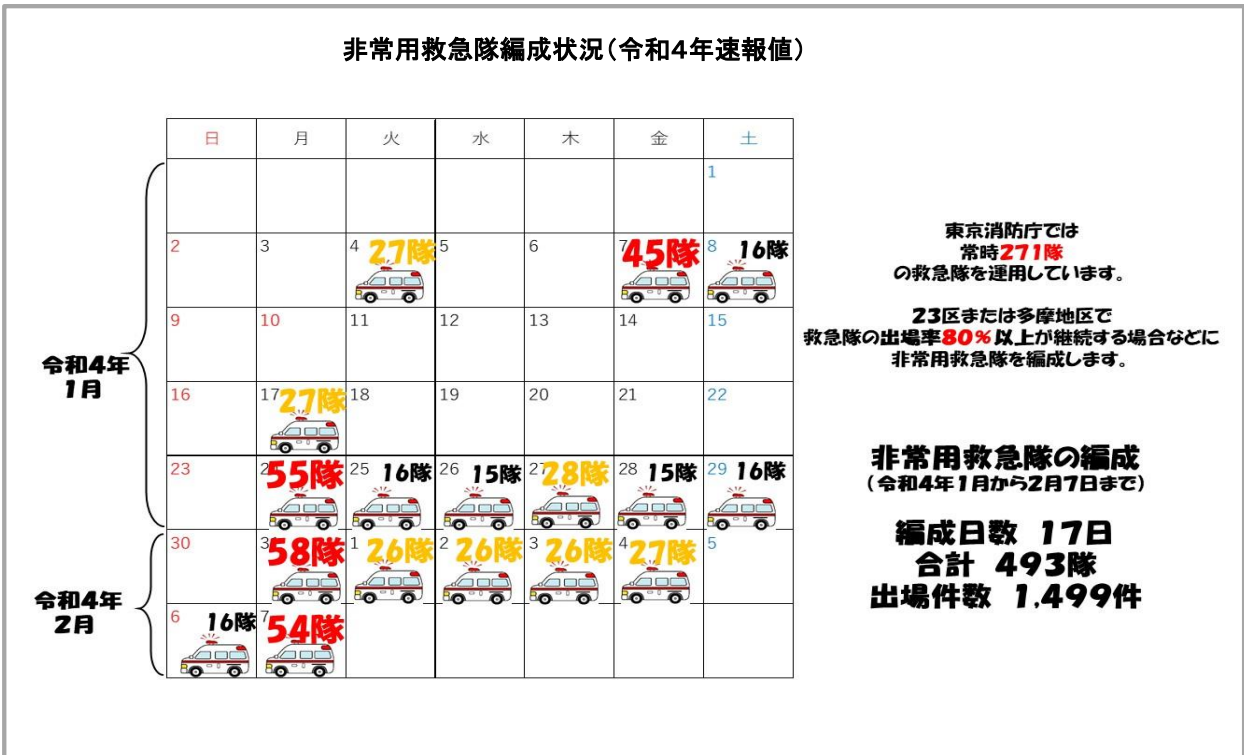 非常用救急隊編成状況（令和4年速報値）
日 月 火 水 木 金 土
1
2 3 4 27隊 5 6 7 45隊 8 16隊
9 10 11 12 13 14 15
16 17 27隊 18 19 20 21 22
23 2 55隊 25 16隊 26 15隊 27 28隊 28 15隊 29 16隊
30 3 58隊 1 26隊 2 26隊 3 26隊 4 27隊 5
6 16隊 7 54隊
令和4年
1月
令和4年
2月
東京消防庁では
常時271隊
の救急隊を運用しています。
23区または多摩地区で
救急隊の出場率80％以上が継続する場合などに
非常用救急隊を編成します。
非常用救急隊の編成
（令和4年1月から2月7日まで）
編成日数 17日
合計 493隊
出場件数 1,499件